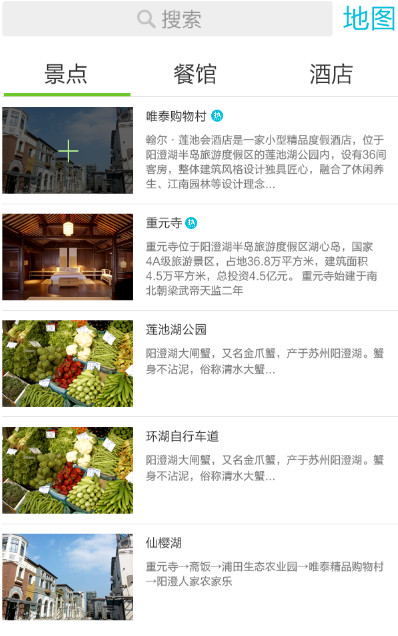 搜索
地图
景点
餐馆
酒店
唯泰购物村 热
翰尔·莲池会酒店是一家小型精品度假酒店，位于
阳澄湖半岛旅游度假区的莲池湖公园内，设有36间
客房，整体建筑风格设计独具匠心，融合了休闲养
生、江南园林等设计理念...
重元寺 热
重元寺位于阳澄湖半岛旅游度假区湖心岛，国家
4A级旅游景区，占地36.8万平方米，建筑面积
4.5万平方米，总投资4.5亿元。 重元寺始建于南
北朝梁武帝天监二年
莲池湖公园
阳澄湖大闸蟹，又名金爪蟹，产于苏州阳澄湖。蟹
身不沾泥，俗称清水大蟹...
环湖自行车道
阳澄湖大闸蟹，又名金爪蟹，产于苏州阳澄湖。蟹
身不沾泥，俗称清水大蟹...
仙樱湖
重元寺→斋饭→浦田生态农业园→唯泰精品购物村
→阳澄人家农家乐